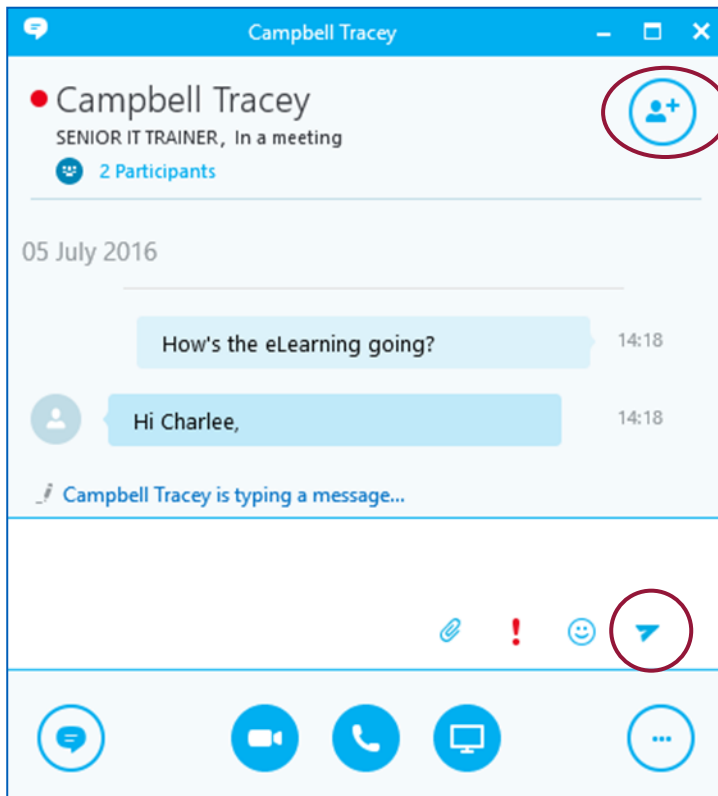 Campbell Tracey
Campbell Tracey
SENIOR IT TRAINER, In a meeting
2 Participants
05 July 2016
How's the eLearning going? 14:18
Hi Charlee, 14:18
Campbell Tracey is typing a message...